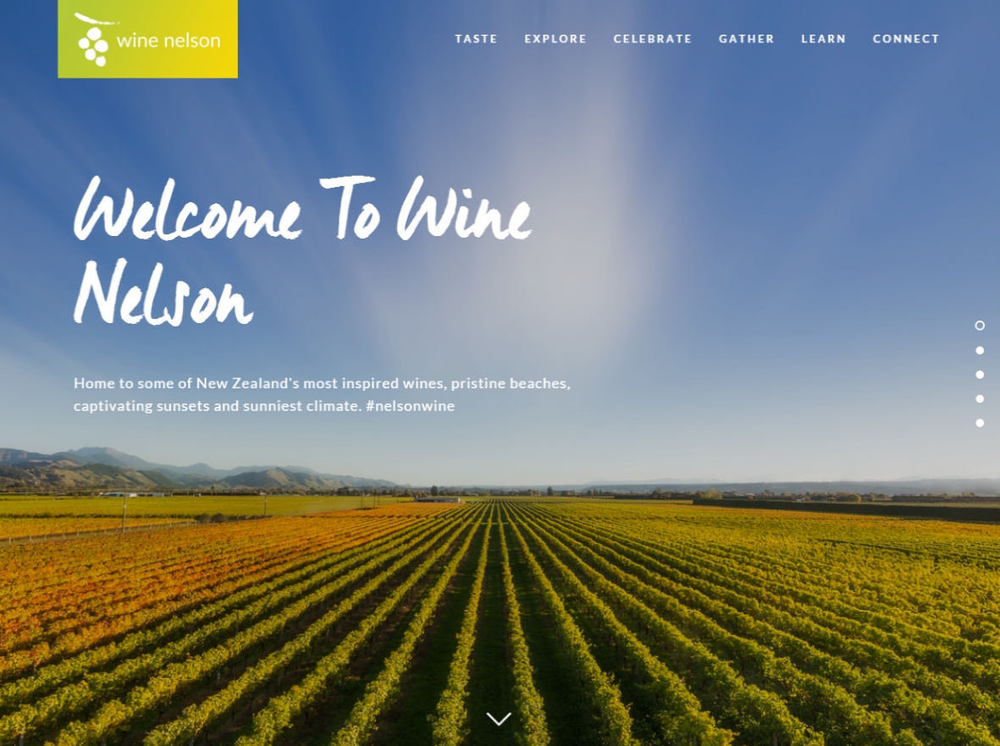 wine nelson
TASTE EXPLORE CELEBRATE GATHER LEARN CONNECT
Welcome To Wine
Nelson
Home to some of New Zealand's most inspired wines, pristine beaches,
captivating sunsets and sunniest climate. #nelsonwine